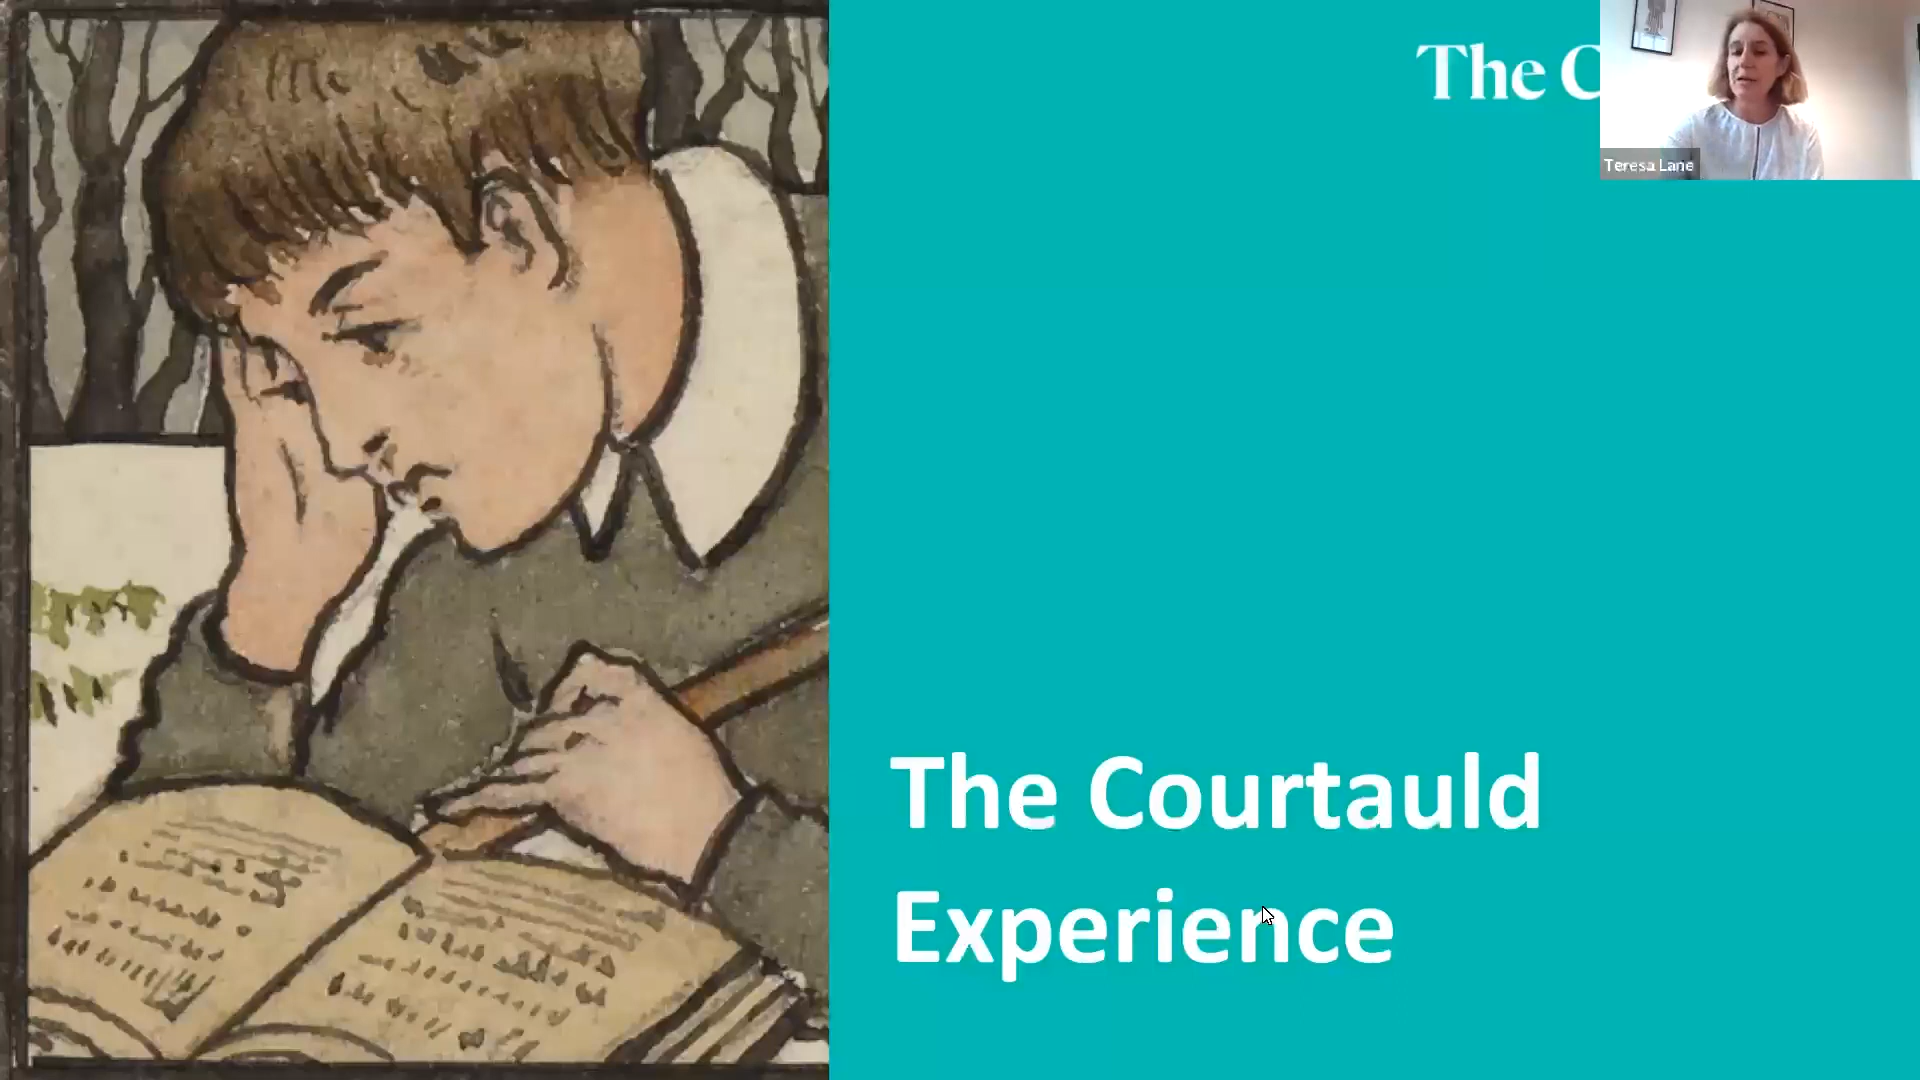 The C
Teresa Lane
The Courtauld
Experience